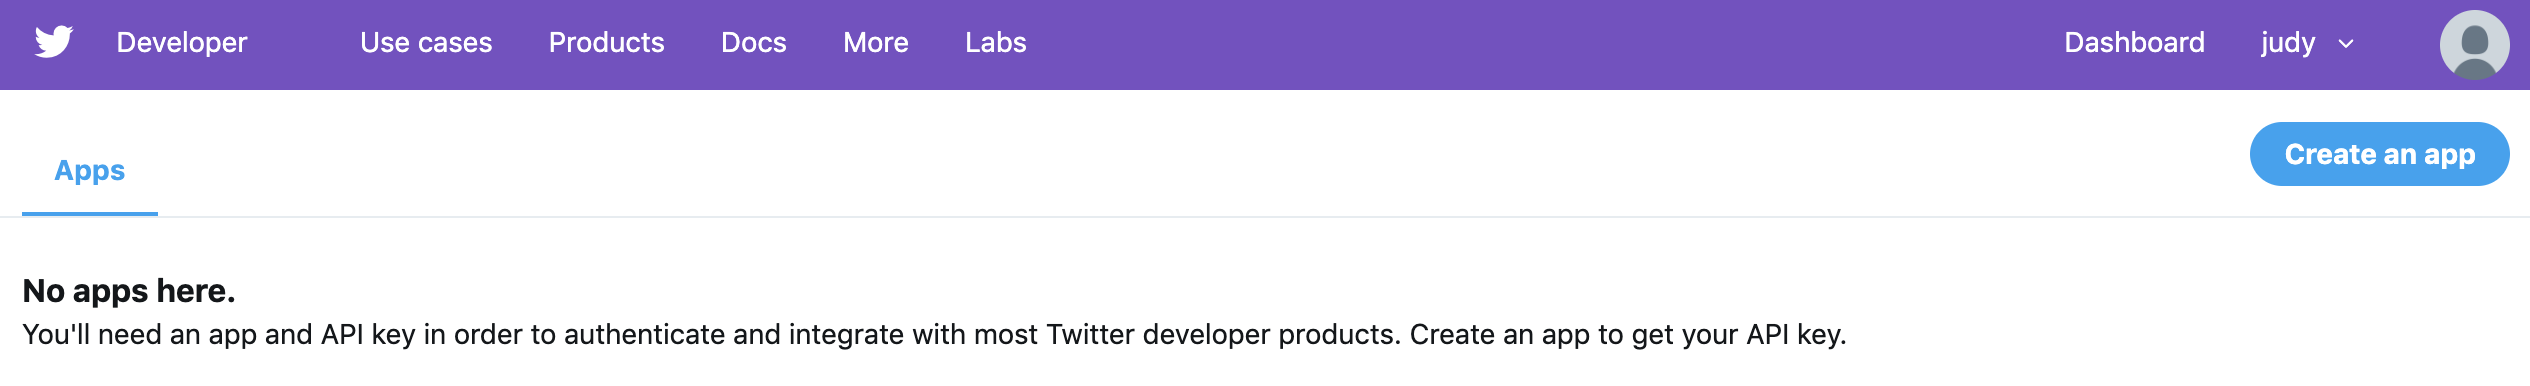 Developer Use cases Products Docs More Labs Dashboard judy
Apps
Create an app
No apps here.
You'll need an app and API key in order to authenticate and integrate with most Twitter developer products. Create an app to get your API key.